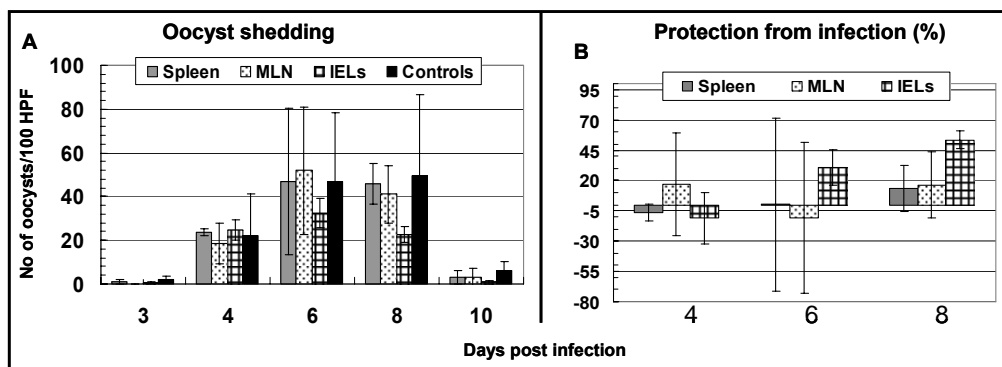 A
Oocyst shedding
No of oocysts/100 HPF
100
80
60
40
20
0
Spleen MLN IELs Controls
3 4 6 8 10
B
Protection from infection (%)
95
70
45
20
-5
-30
-55
-80
Spleen MLN IELs
4 6 8
Days post infection